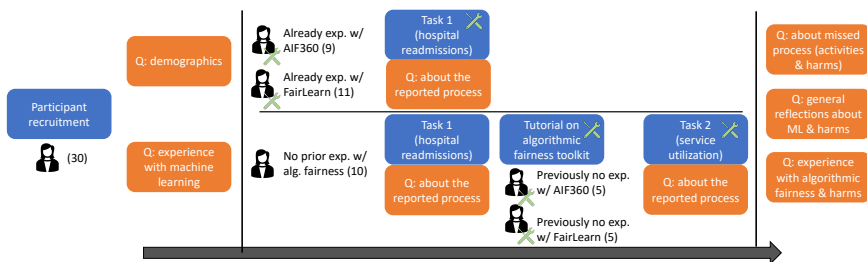 Participant
recruitment
(30)
Q: demographics
Q: experience
with machine
learning
Already exp. w/
AIF360 (9)
Already exp. w/
FairLearn (11)
Task 1
(hospital
readmissions)
Q: about the
reported process
No prior exp. w/
alg. fairness (10)
Task 1
(hospital
readmissions)
Q: about the
reported process
Tutorial on
algorithmic
fairness toolkit
Previously no exp.
w/ AIF360 (5)
Previously no exp.
w/ FairLearn (5)
Task 2
(service
utilization)
Q: about the
reported process
Q: about missed
process (activities
& harms)
Q: general
reflections about
ML & harms
Q: experience
with algorithmic
fairness & harms